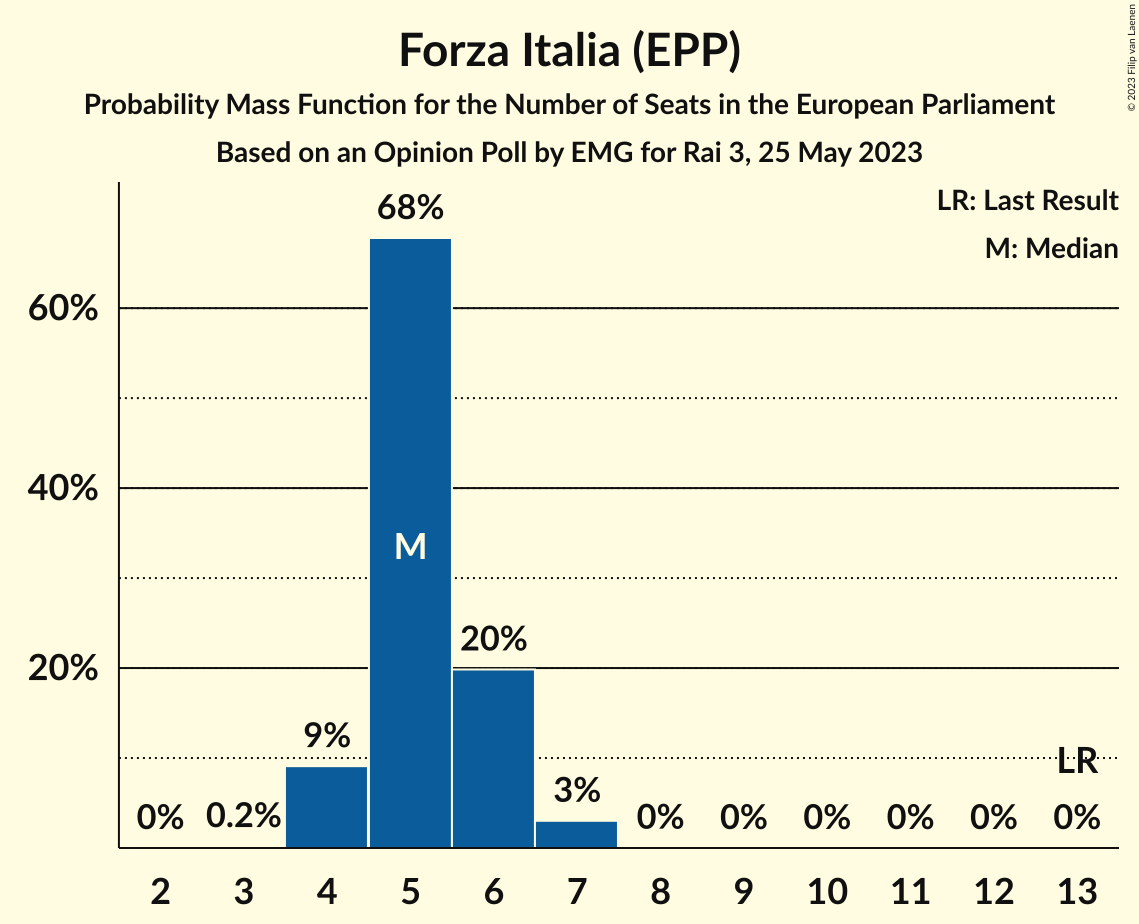 Forza Italia (EPP)
Probability Mass Function for the Number of Seats in the European Parliament
Based on an Opinion Poll by EMG for Rai 3, 25 May 2023
© 2023 Filip van Laenen
LR: Last Result
M: Median
68%
60%
40%
M
20%
20%
9%
LR
3%
0% 0.2% 0% 0% 0% 0% 0% 0%
2 3 4 5 6 7 8 9 10 11 12 13